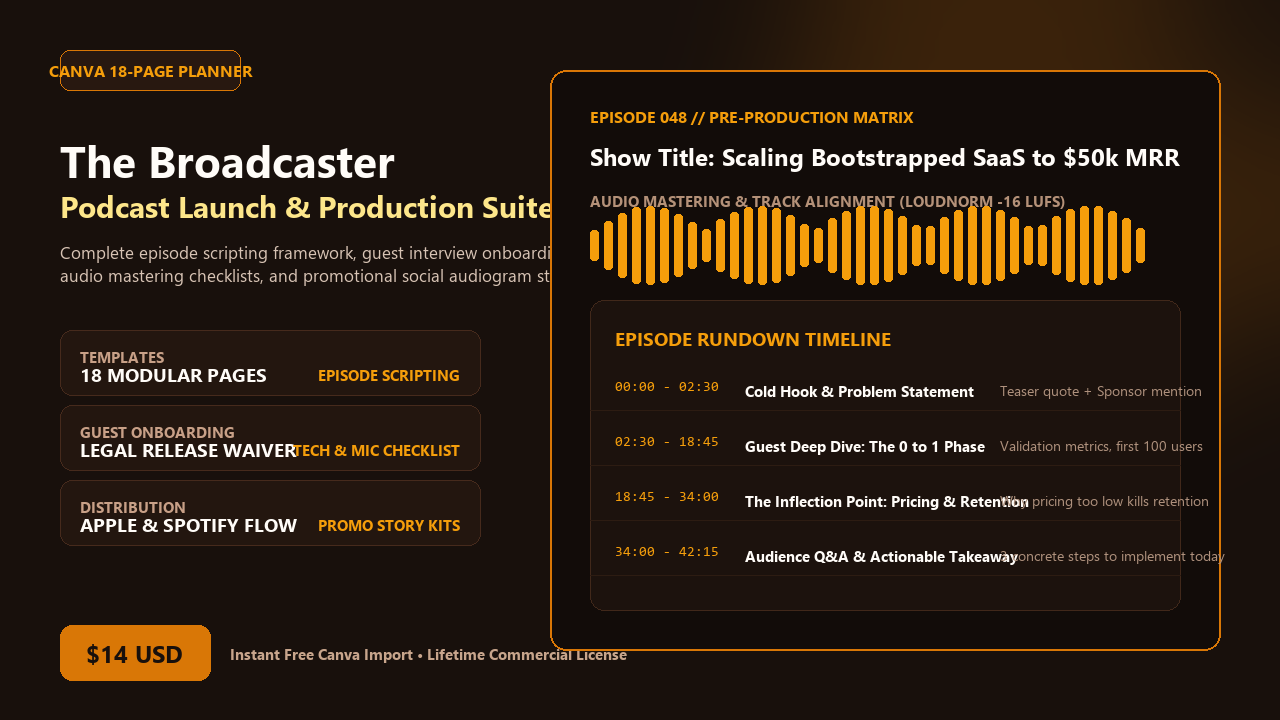 CANVA 18-PAGE PLANNER
The Broadcaster
Podcast Launch & Production Suite
Complete episode scripting framework, guest interview
audio mastering checklists, and promotional social audiogram
TEMPLATES
18 MODULAR PAGES
EPISODE SCRIPTING
GUEST ONBOARDING
LEGAL RELEASE WAIVER
TECH & MIC CHECKLIST
DISTRIBUTION
APPLE & SPOTIFY FLOW
PROMO STORY KITS
$14 USD
Instant Free Canva Import • Lifetime Commercial License
EPISODE 048 // PRE-PRODUCTION MATRIX
Show Title: Scaling Bootstrapped SaaS to $50k MRR
AUDIO MASTERING & TRACK ALIGNMENT (LOUDNORM -16 LUFS)
EPISODE RUNDOWN TIMELINE
00:00 - 02:30 Cold Hook & Problem Statement Teaser quote + Sponsor mention
02:30 - 18:45 Guest Deep Dive: The 0 to 1 Phase Validation metrics, first 100 users
18:45 - 34:00 The Inflection Point: Pricing & Retention Why pricing too low kills retention
34:00 - 42:15 Audience Q&A & Actionable Takeaway concrete steps to implement today